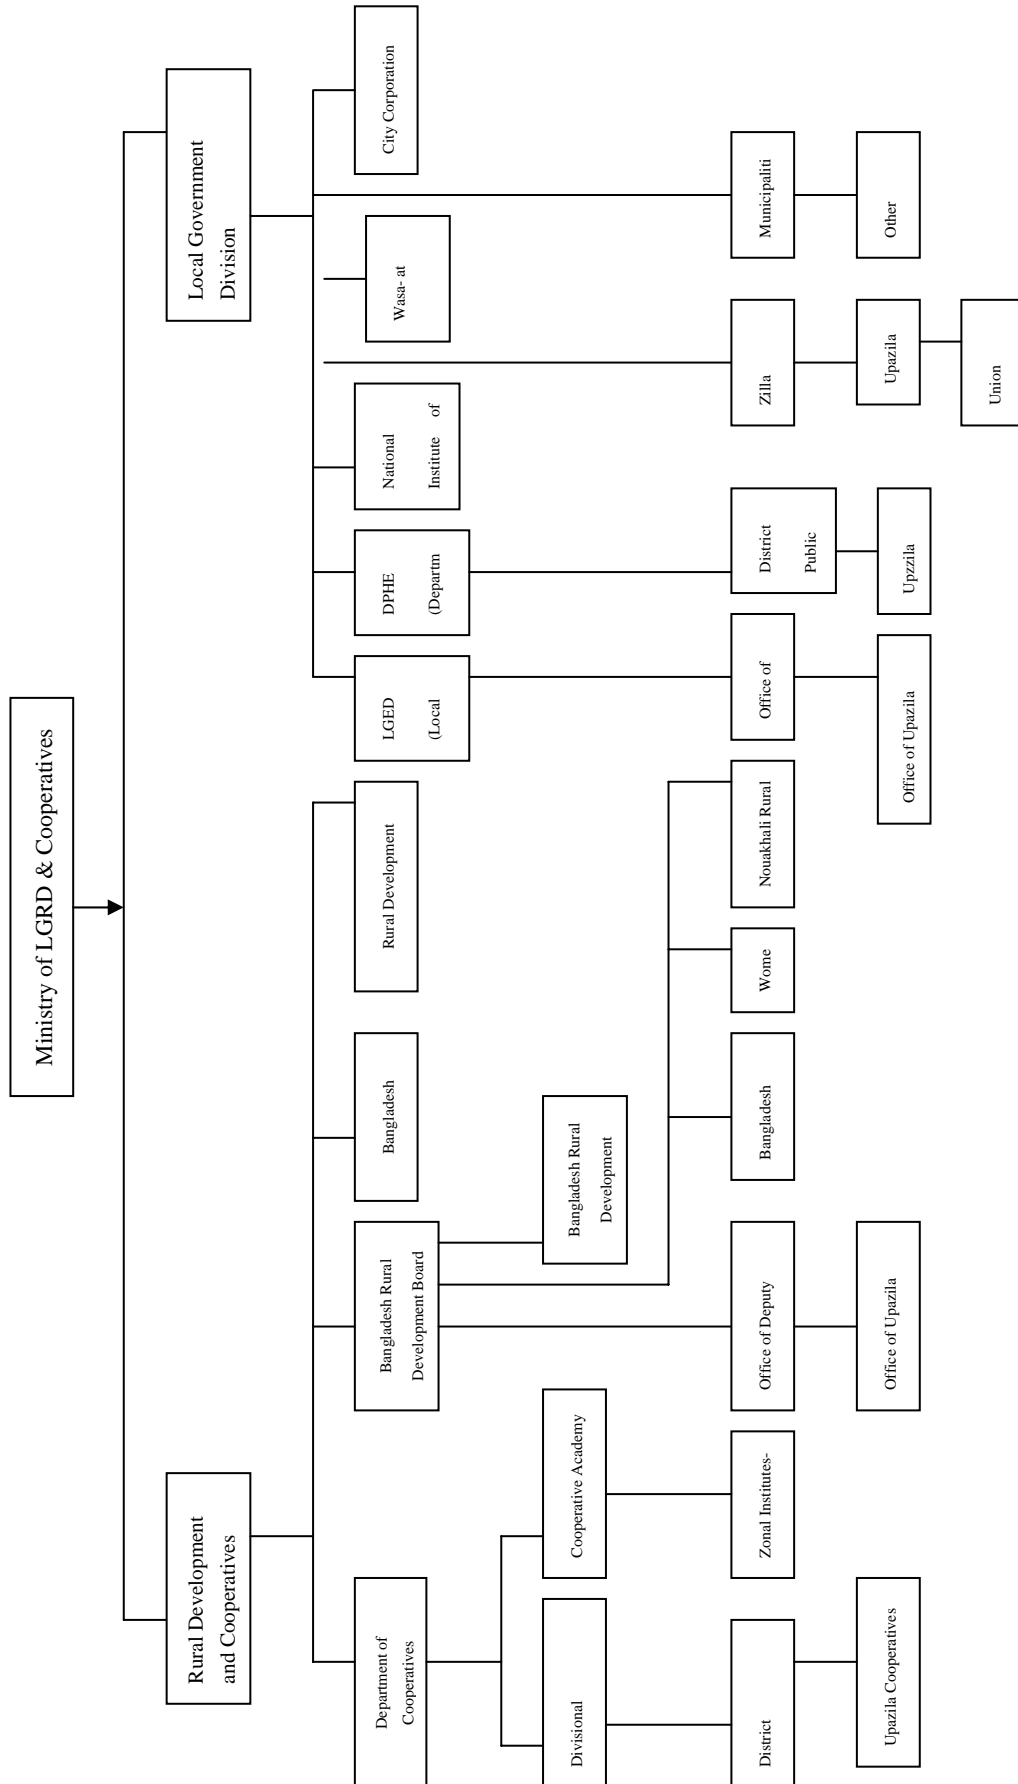 Ministry of LGRD & Cooperatives
Rural Development
and Cooperatives
Local Government
Division
Department of
Cooperatives
Bangladesh Rural
Development Board
Bangladesh
Rural Development
LGED
(Local
DPHE
(Departm
National
Institute of
Wasa- at
City Corporation
Divisional
Cooperative Academy
Bangladesh Rural
Development
District
Zonal Institutes-
Office of Deputy
Bangladesh
Wome
Nouakhali Rural
Office of
District
Public
Zilla
Municipaliti
Upazila Cooperatives
Office of Upazila
Office of Upazila
Upzzila
Upazila
Other
Union